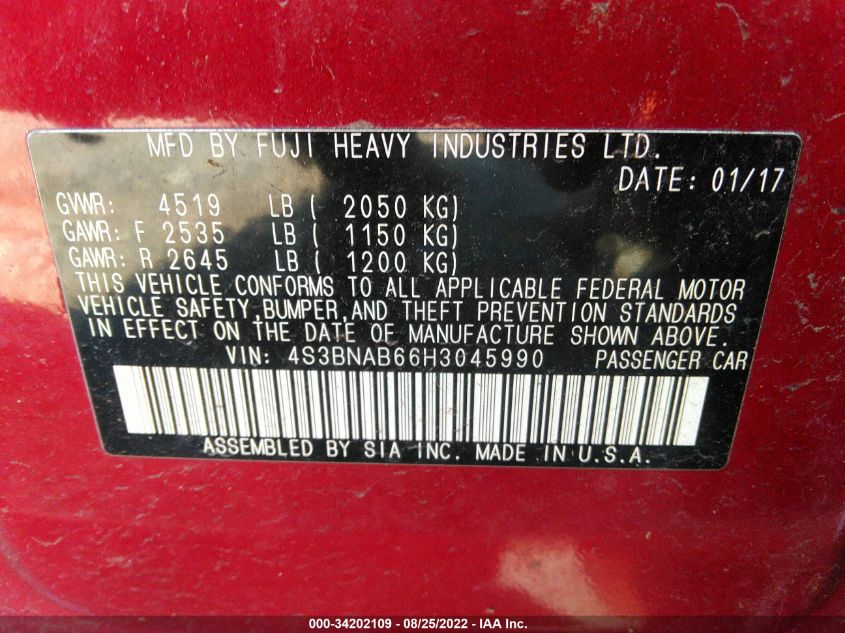 MFD BY FUJI HEAVY INDUSTRIES LTD.
DATE: 01/17
GVWR: 4519 LB ( 2050 KG)
GAWR: F 2535 LB ( 1150 KG)
GAWR: R 2645 LB ( 1200 KG)
THIS VEHICLE CONFORMS TO ALL APPLICABLE FEDERAL MOTOR
VEHICLE SAFETY, BUMPER, AND THEFT PREVENTION STANDARDS
IN EFFECT ON THE DATE OF MANUFACTURE SHOWN ABOVE.
VIN: 4S3BNAB66H3045990 PASSENGER CAR
ASSEMBLED BY SIA INC. MADE IN U.S.A.
000-34202109 - 08/25/2022 - IAA Inc.